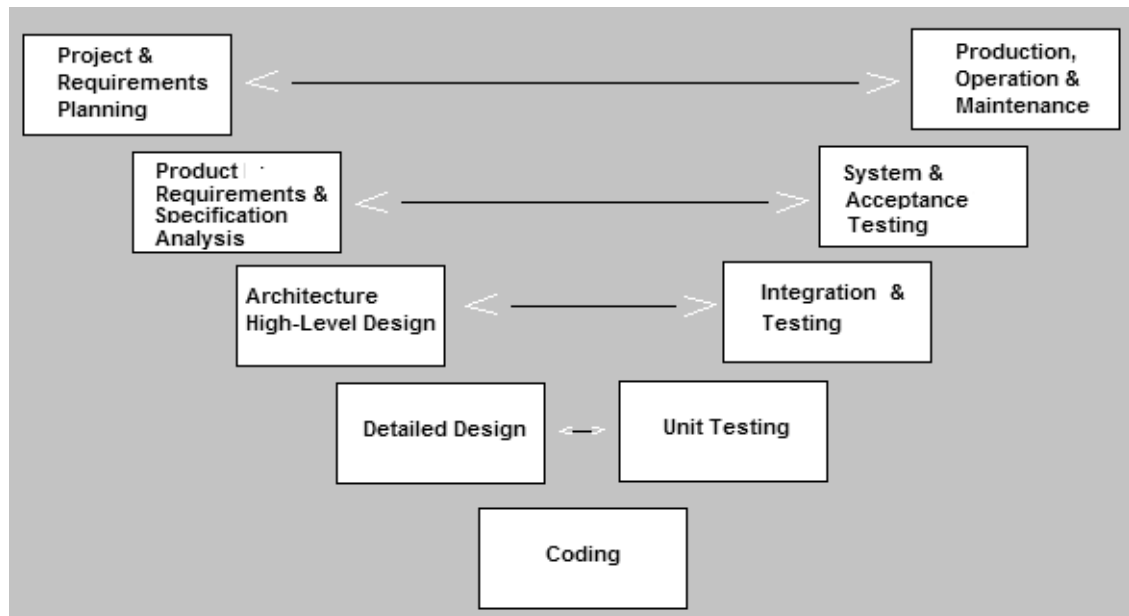 Project &
Requirements
Planning
Production,
Operation &
Maintenance
Product
Requirements &
Specification
Analysis
System &
Acceptance
Testing
Architecture
High-Level Design
Integration &
Testing
Detailed Design
Unit Testing
Coding